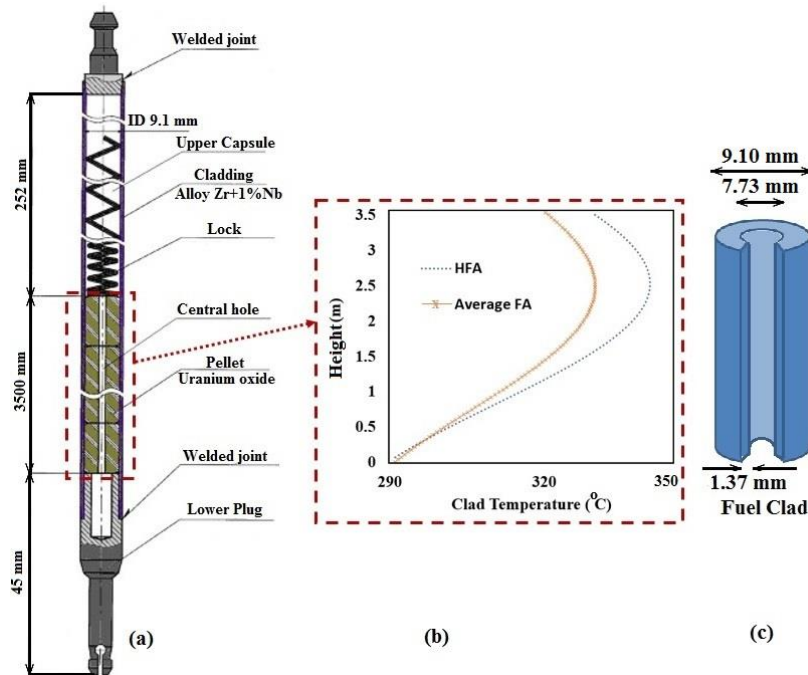 Welded joint
ID 9.1 mm
Upper Capsule
Cladding
Alloy Zr+1%Nb
Lock
Central hole
Pellet
Uranium oxide
Welded joint
Lower Plug
252 mm
3500 mm
45 mm
(a)
3.5
3
2.5
2
1.5
1
0.5
0
Height(m)
HFA
Average FA
290
320
350
Clad Temperature (°C)
(b)
9.10 mm
7.73 mm
1.37 mm
Fuel Clad
(c)